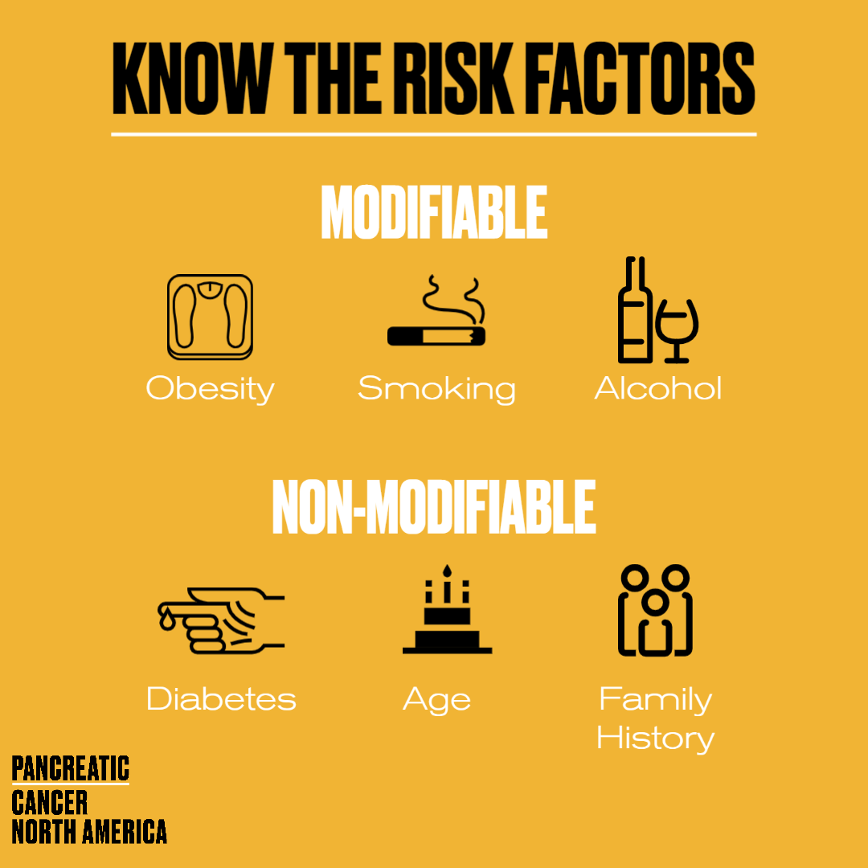 KNOW THE RISK FACTORS
MODIFIABLE
Obesity
Smoking
Alcohol
NON-MODIFIABLE
Diabetes
Age
Family
History
PANCREATIC
CANCER
NORTH AMERICA